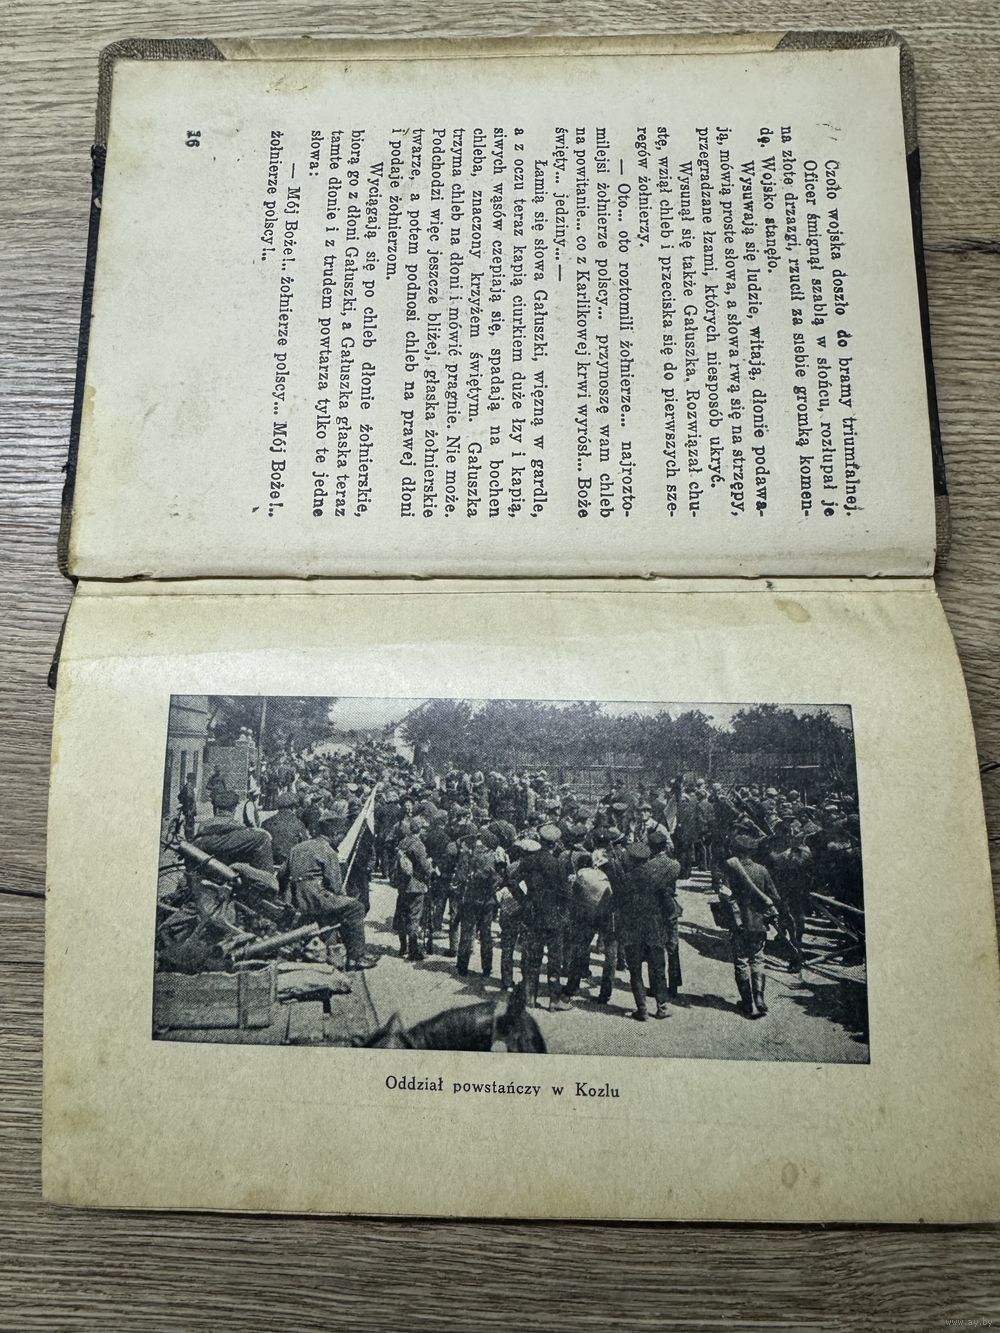 Czoło wojska doszło do bramy triumfalnej.
Oficer śmignął szablą w słońcu, rozłupał je
na złote drzazgi, rzucił za siebie gromką komen-
dę. Wojsko stanęło.
Wysuwają się ludzie, witają, dłonie podawa-
ją, mówią proste słowa, a słowa rwą się na strzępy,
przegradzane łzami, których niesposób ukryć.
Wysunął się także Gałuszka. Rozwiązał chu-
stę, wziął chleb i przeciska się do pierwszych sze-
regów żołnierzy.
— Oto... oto roztomili żołnierze... najrozto-
milejsi żołnierze polscy... przynoszę wam chleb
na powitanie... co z Karlikowej krwi wyrósł... Boże
święty... jedziny... —
Łamią się słowa Gałuszki, więzną w gardle,
a z oczu teraz kapią ciurkiem duże łzy i kapią,
siwych wąsów czepiają się, spadają na bochen
chleba, znaczony krzyżem świętym. Gałuszka
trzyma chleb na dłoni i mówić pragnie. Nie może.
Podchodzi więc jeszcze bliżej, głaska żołnierskie
twarze, a potem podnosi chleb na prawej dłoni
i podaje żołnierzom.
Wyciągają się po chleb dłonie żołnierskie,
biorą go z dłoni Gałuszki, a Gałuszka głaska teraz
tamte dłonie i z trudem powtarza tylko te jedne
słowa:
— Mój Boże!.. żołnierze polscy... Mój Boże!..
żołnierze polscy!..
16
Oddział powstańczy w Kozlu
www.ay.by